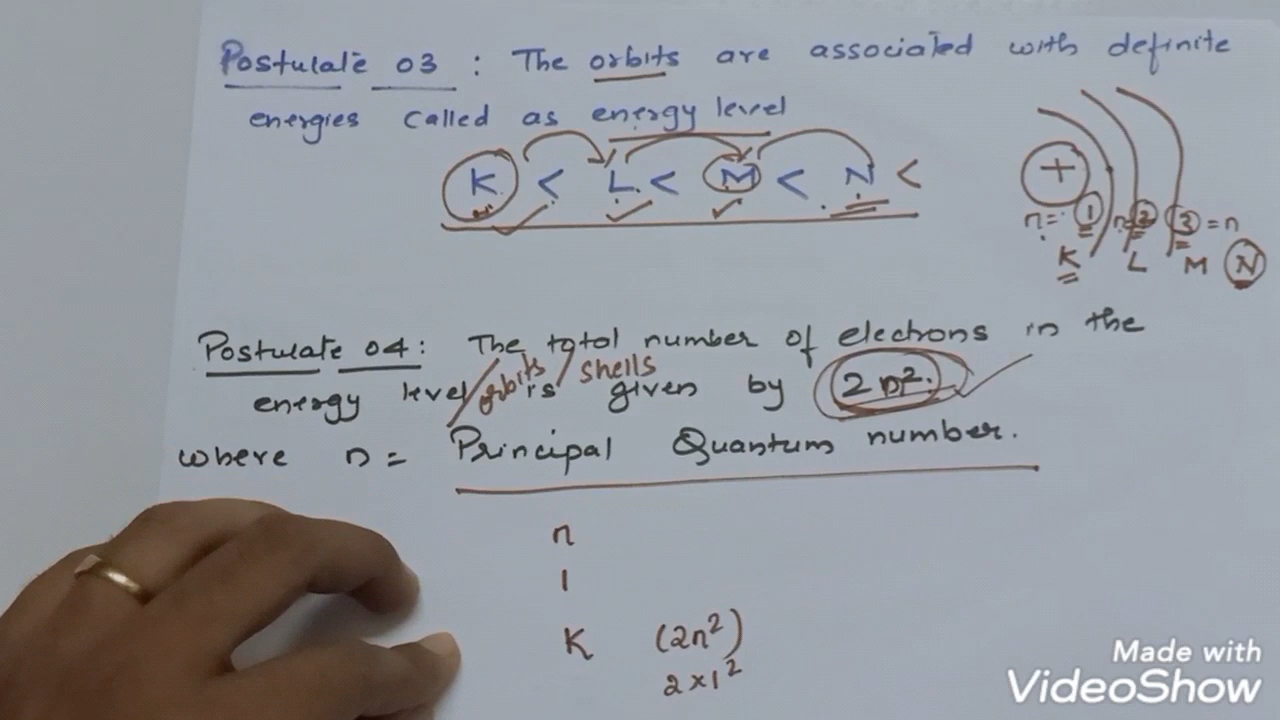 Postulate 03 : The orbits are associated with definite
energies called as energy level
K < L < M < N <
+
n = 1 n 2 3 = n
K L M N
Postulate 04 : The total number of electrons in the
energy level / orbits / shells is given by 2n².
where n = Principal Quantum number.
n
1
K (2n²)
2×1²
Made with
VideoShow